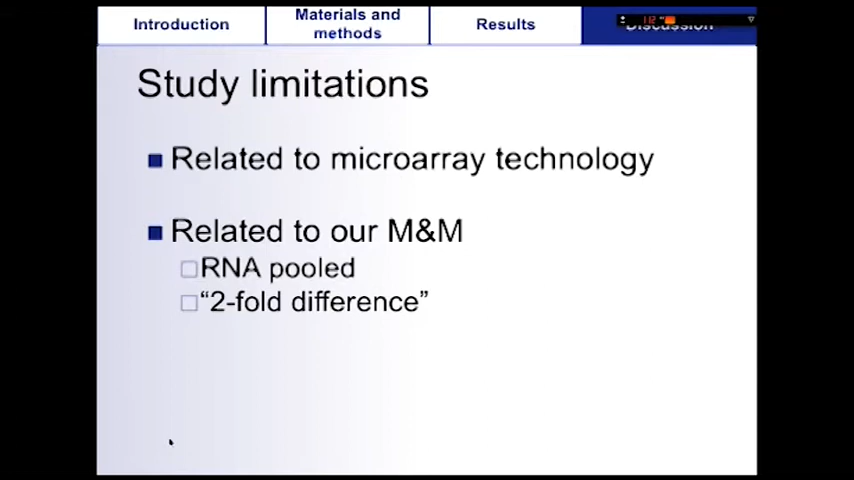 Introduction
Materials and
methods
Results
Discussion
Study limitations
Related to microarray technology
Related to our M&M
RNA pooled
“2-fold difference”